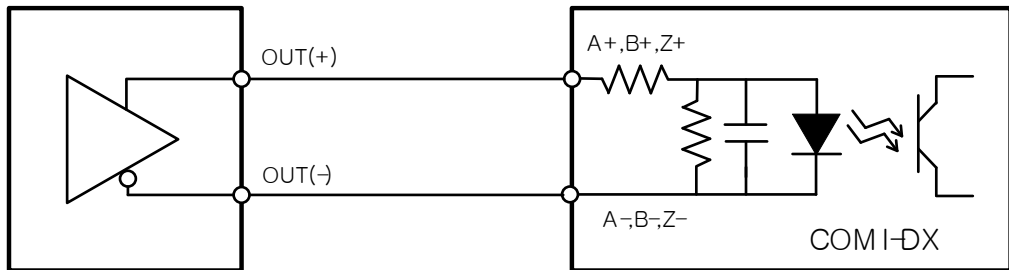 OUT(+)
A+,B+,Z+
OUT(-)
A-,B-,Z-
COMI-DX